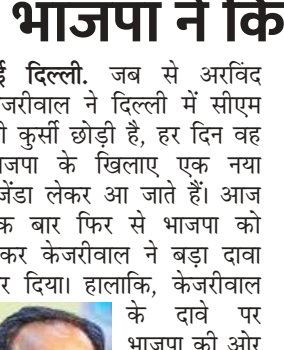 भाजपा ने कि
ई दिल्ली. जब से अरविंद
जरीवाल ने दिल्ली में सीएम
ी कुर्सी छोड़ी है, हर दिन वह
ाजपा के खिलाए एक नया
जेंडा लेकर आ जाते हैं। आज
क बार फिर से भाजपा को
कर केजरीवाल ने बड़ा दावा
र दिया। हालाकि, केजरीवाल
के दावे पर
भाजपा की ओर